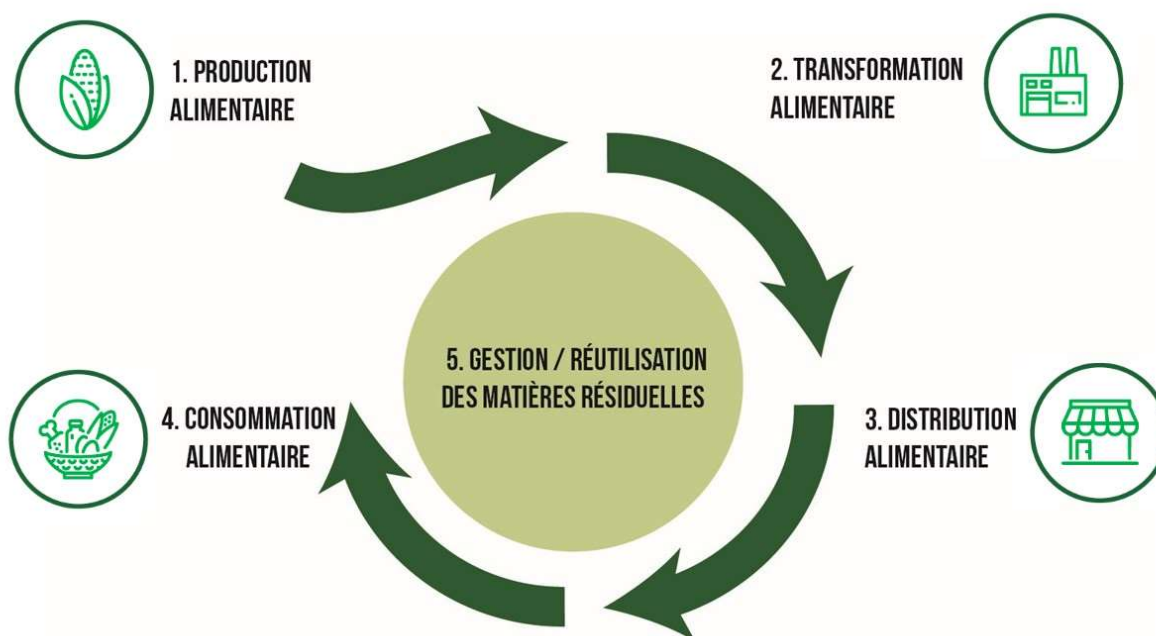 1. PRODUCTION
ALIMENTAIRE
2. TRANSFORMATION
ALIMENTAIRE
3. DISTRIBUTION
ALIMENTAIRE
4. CONSOMMATION
ALIMENTAIRE
5. GESTION / RÉUTILISATION
DES MATIÈRES RÉSIDUELLES